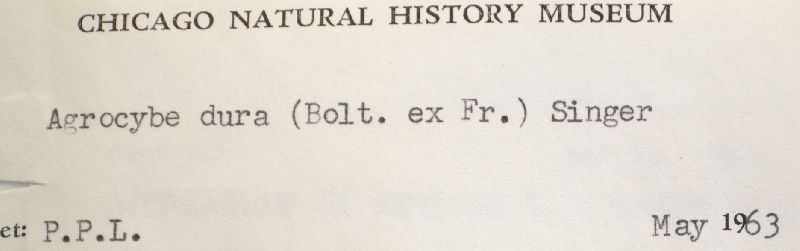 CHICAGO NATURAL HISTORY MUSEUM
Agrocybe dura (Bolt. ex Fr.) Singer
et: P.P.L. May 1963